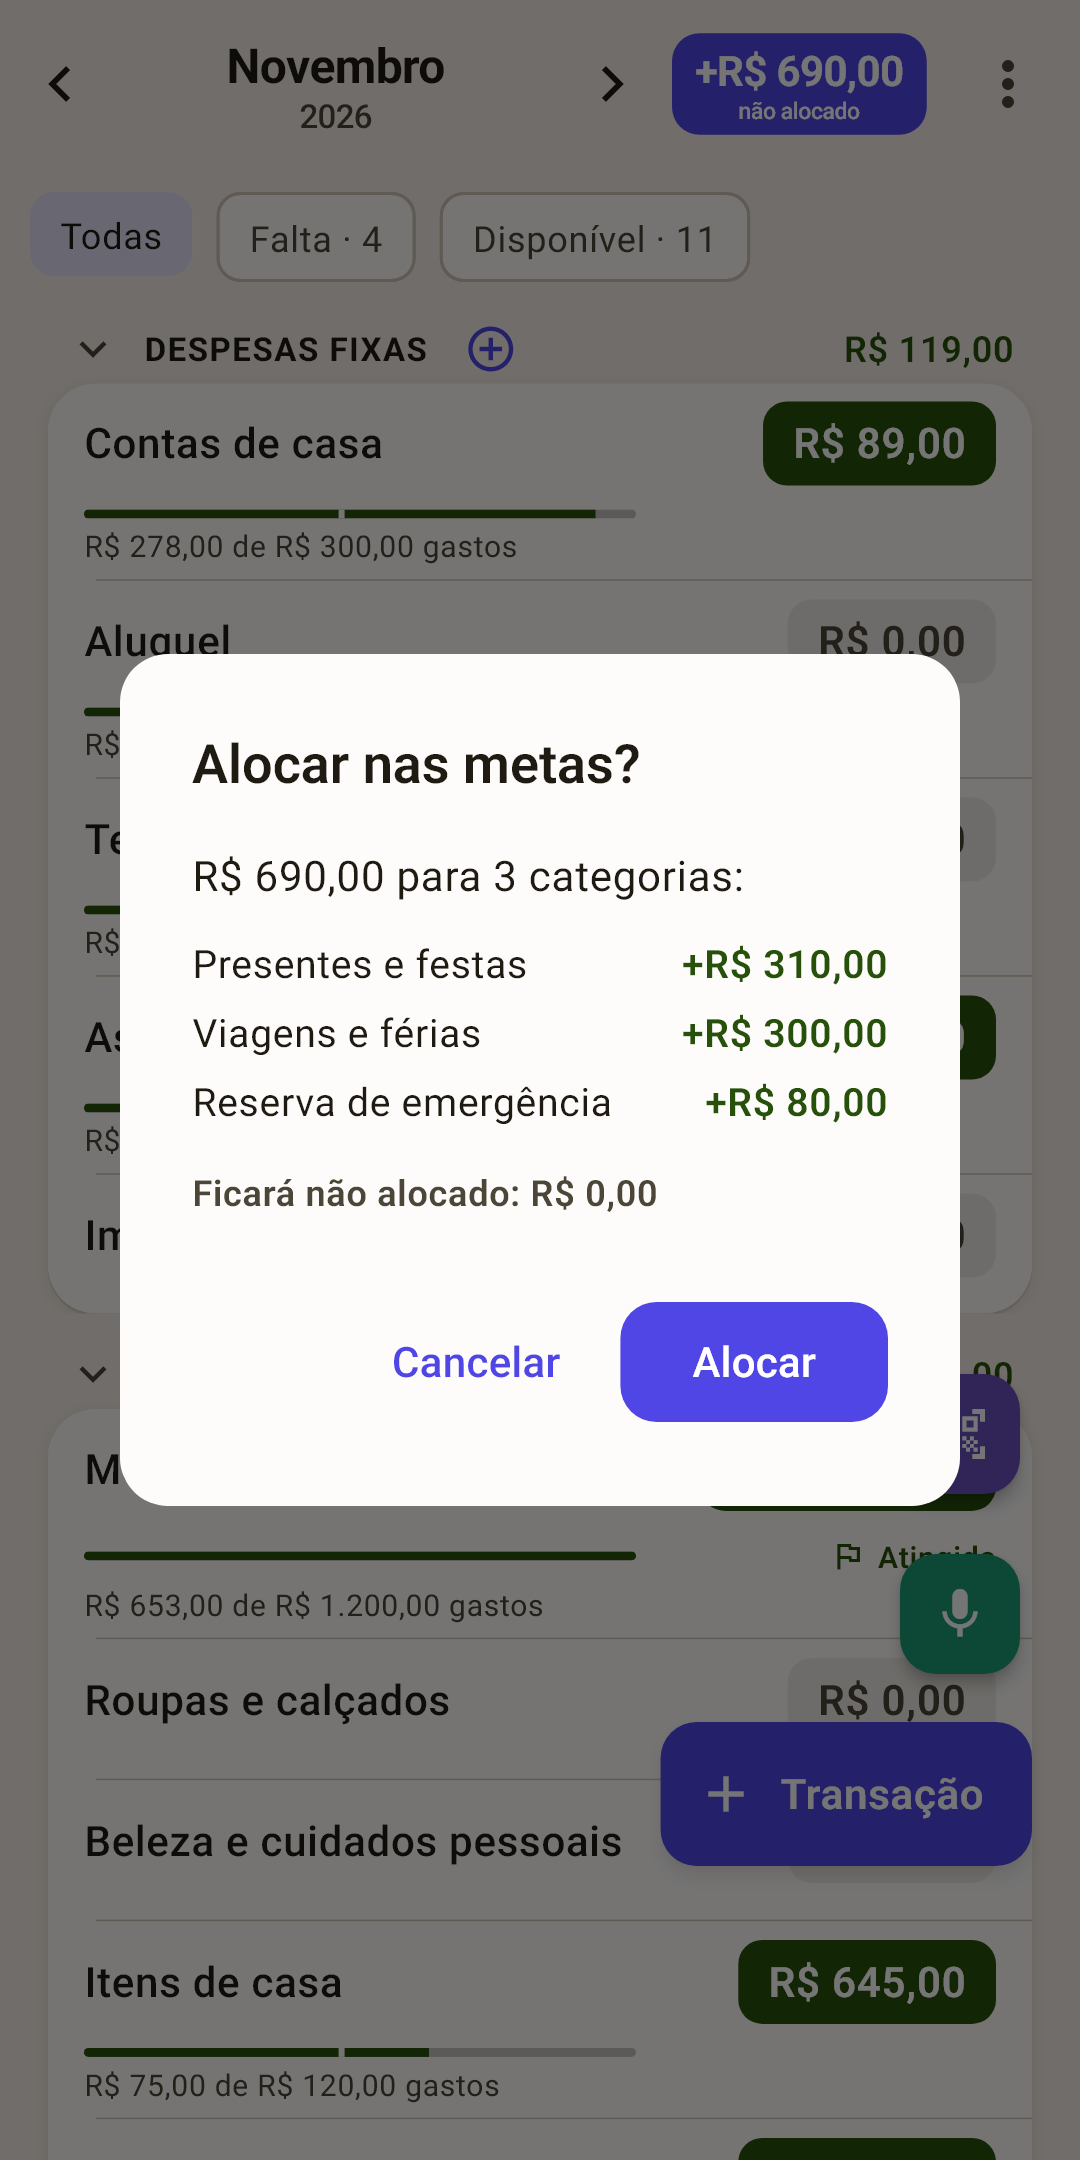 Novembro
2026
+R$ 690,00
não alocado
Todas
Falta · 4
Disponível · 11
DESPESAS FIXAS
R$ 119,00
Contas de casa
R$ 89,00
R$ 278,00 de R$ 300,00 gastos
Aluguel
R$ 0,00
Alocar nas metas?
R$ 690,00 para 3 categorias:
Presentes e festas
+R$ 310,00
Viagens e férias
+R$ 300,00
Reserva de emergência
+R$ 80,00
Ficará não alocado: R$ 0,00
Cancelar
Alocar
R$ 653,00 de R$ 1.200,00 gastos
Roupas e calçados
R$ 0,00
Transação
Beleza e cuidados pessoais
Itens de casa
R$ 645,00
R$ 75,00 de R$ 120,00 gastos